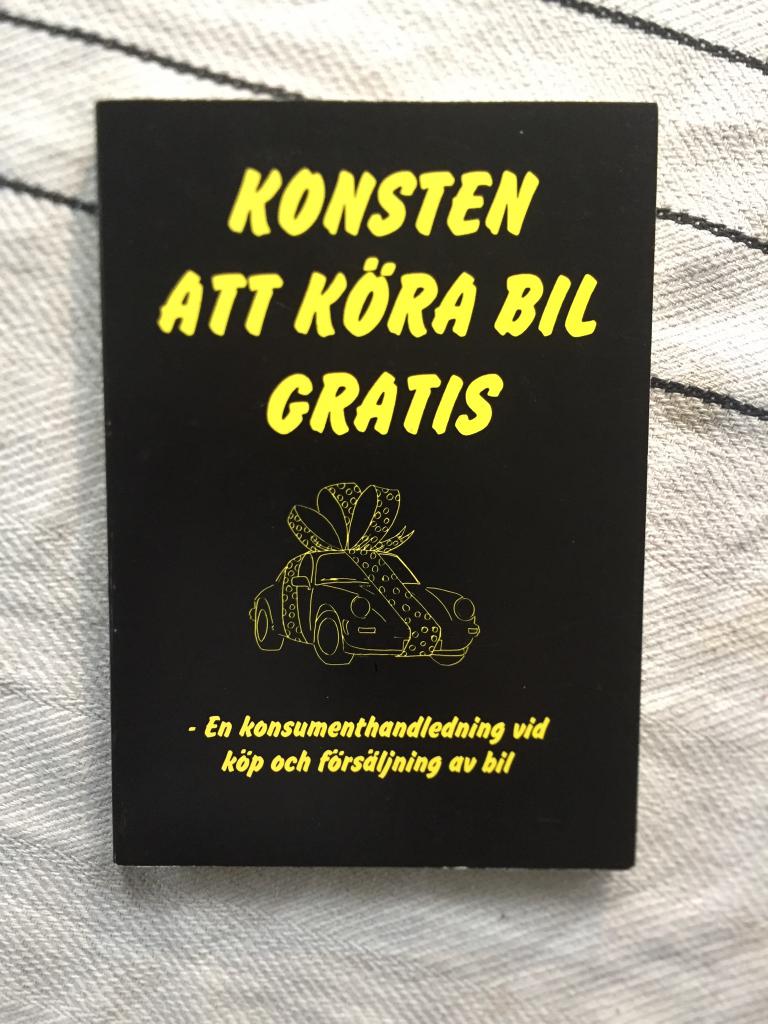 KONSTEN
ATT KÖRA BIL
GRATIS
- En konsumenthandledning vid
köp och försäljning av bil